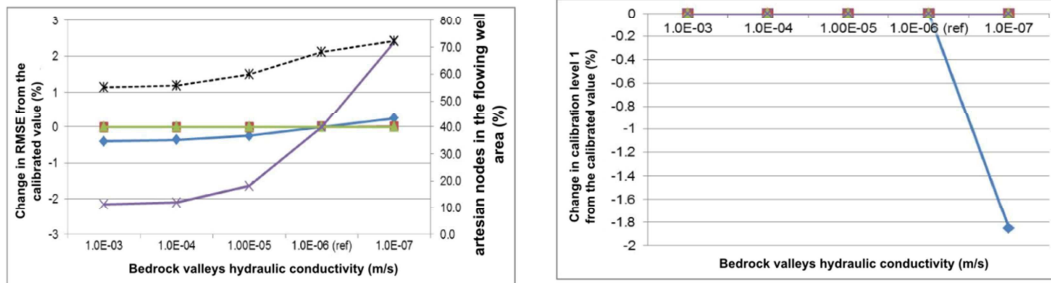 Change in RMSE from the
calibrated value (%)
3
2
1
0
-1
-2
-3
80.0
70.0
60.0
50.0
40.0
30.0
20.0
10.0
0.0
artesian nodes in the flowing well
area (%)
1.0E-03 1.0E-04 1.00E-05 1.0E-06 (ref) 1.0E-07
Bedrock valleys hydraulic conductivity (m/s)
Change in calibration level 1
from the calibrated value (%)
0
-0.2
-0.4
-0.6
-0.8
-1
-1.2
-1.4
-1.6
-1.8
-2
1.0E-03 1.0E-04 1.00E-05 1.0E-06 (ref) 1.0E-07
Bedrock valleys hydraulic conductivity (m/s)